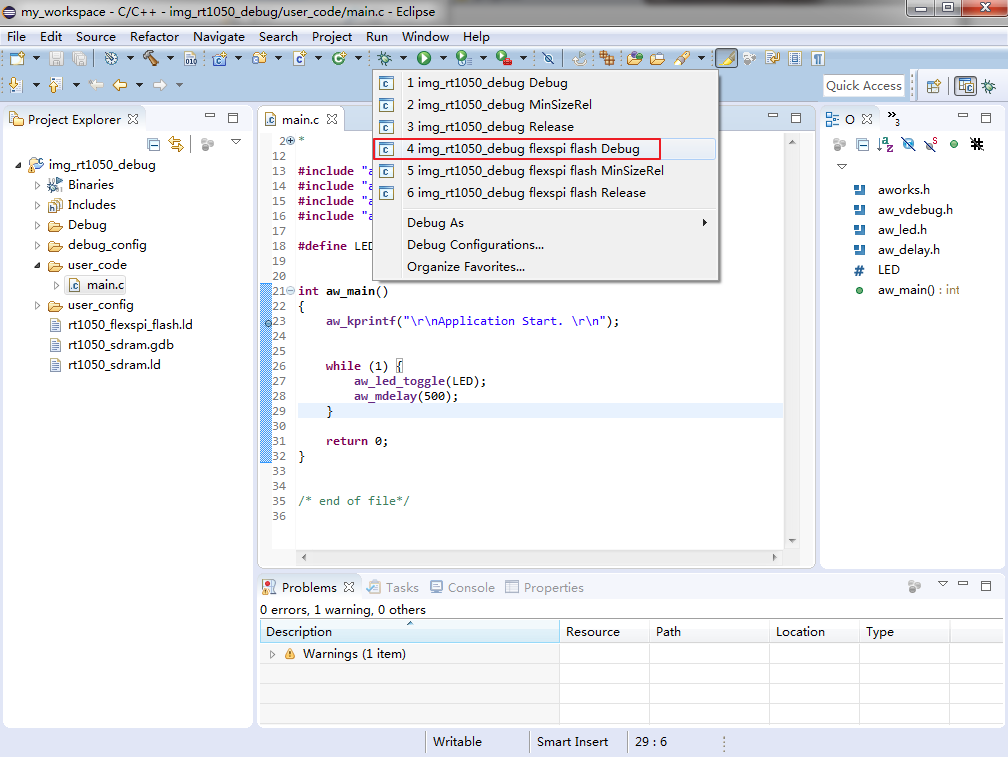 my_workspace - C/C++ - img_rt1050_debug/user_code/main.c - Eclipse
File Edit Source Refactor Navigate Search Project Run Window Help
Quick Access
1 img_rt1050_debug Debug
2 img_rt1050_debug MinSizeRel
3 img_rt1050_debug Release
4 img_rt1050_debug flexspi flash Debug
5 img_rt1050_debug flexspi flash MinSizeRel
6 img_rt1050_debug flexspi flash Release
Debug As
Debug Configurations...
Organize Favorites...
Project Explorer
img_rt1050_debug
Binaries
Includes
Debug
debug_config
user_code
main.c
user_config
rt1050_flexspi_flash.ld
rt1050_sdram.gdb
rt1050_sdram.ld
main.c
2 *
12
13 #include "a
14 #include "a
15 #include "a
16 #include "a
17
18 #define LED
19
20
21 int aw_main()
22 {
23 aw_kprintf("\r\nApplication Start. \r\n");
24
25
26 while (1) {
27 aw_led_toggle(LED);
28 aw_mdelay(500);
29 }
30
31 return 0;
32 }
33
34
35 /* end of file*/
36
O
3
aworks.h
aw_vdebug.h
aw_led.h
aw_delay.h
# LED
aw_main() : int
Problems Tasks Console Properties
0 errors, 1 warning, 0 others
Description Resource Path Location Type
Warnings (1 item)
Writable Smart Insert 29 : 6